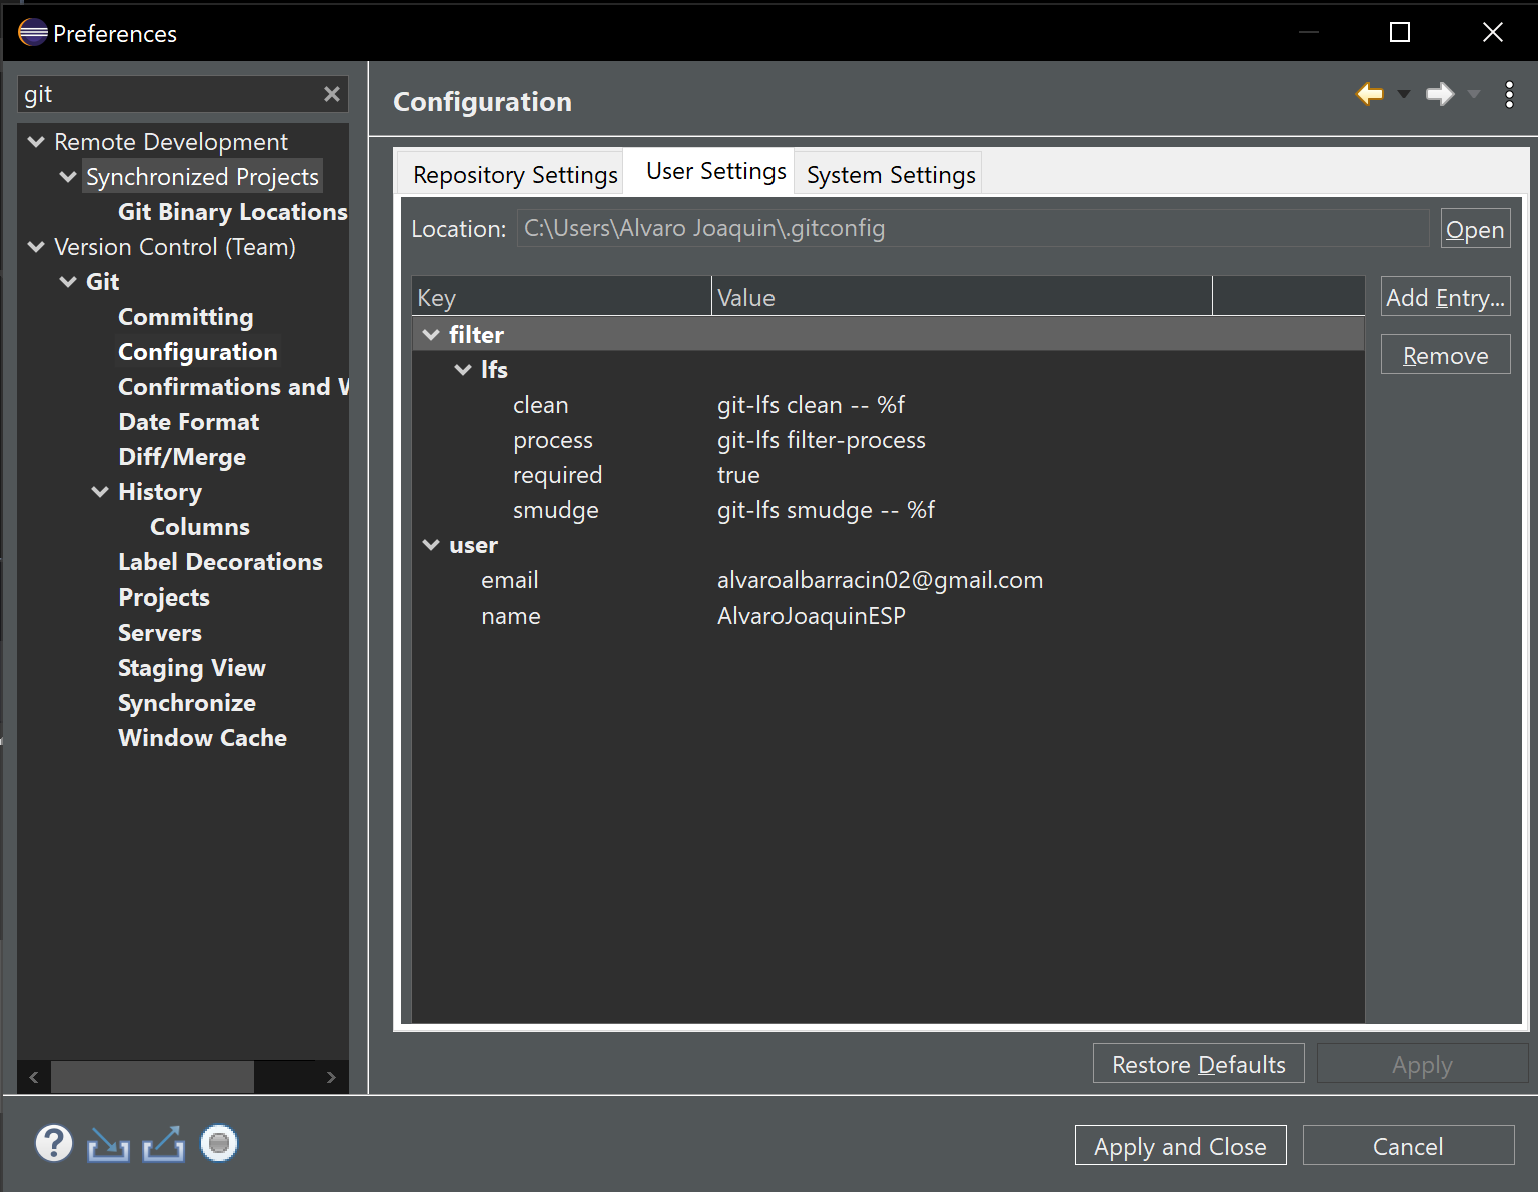 Preferences
git
Remote Development
Synchronized Projects
Git Binary Locations
Version Control (Team)
Git
Committing
Configuration
Confirmations and
Date Format
Diff/Merge
History
Columns
Label Decorations
Projects
Servers
Staging View
Synchronize
Window Cache
Configuration
Repository Settings User Settings System Settings
Location: C:\Users\Alvaro Joaquin\.gitconfig Open
Key Value Add Entry...
filter
Remove
lfs
clean git-lfs clean -- %f
process git-lfs filter-process
required true
smudge git-lfs smudge -- %f
user
email alvaroalbarracin02@gmail.com
name AlvaroJoaquinESP
Restore Defaults Apply
Apply and Close Cancel